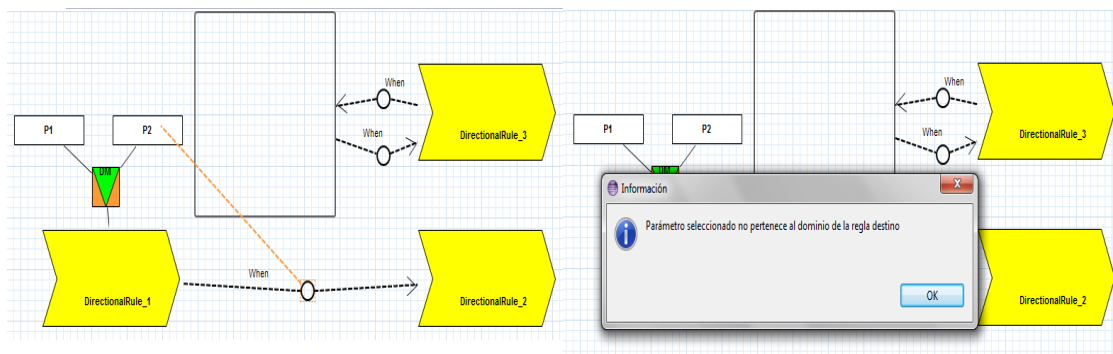 When
P1
P2
When
DirectionalRule_3
DM
When
DirectionalRule_1
DirectionalRule_2
When
P1
P2
When
DirectionalRule_3
DM
Información
X
Parámetro seleccionado no pertenece al dominio de la regla destino
OK
DirectionalRule_2